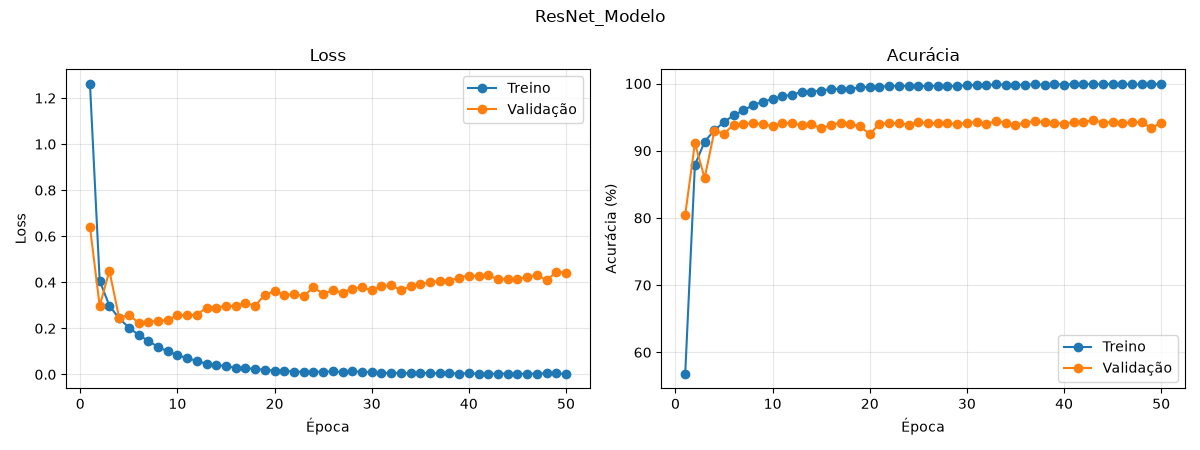 ResNet_Modelo
Loss
Treino
Validação
1.2
1.0
0.8
0.6
0.4
0.2
0.0
Loss
0 10 20 30 40 50
Época
Acurácia
100
90
80
70
60
Acurácia (%)
Treino
Validação
0 10 20 30 40 50
Época